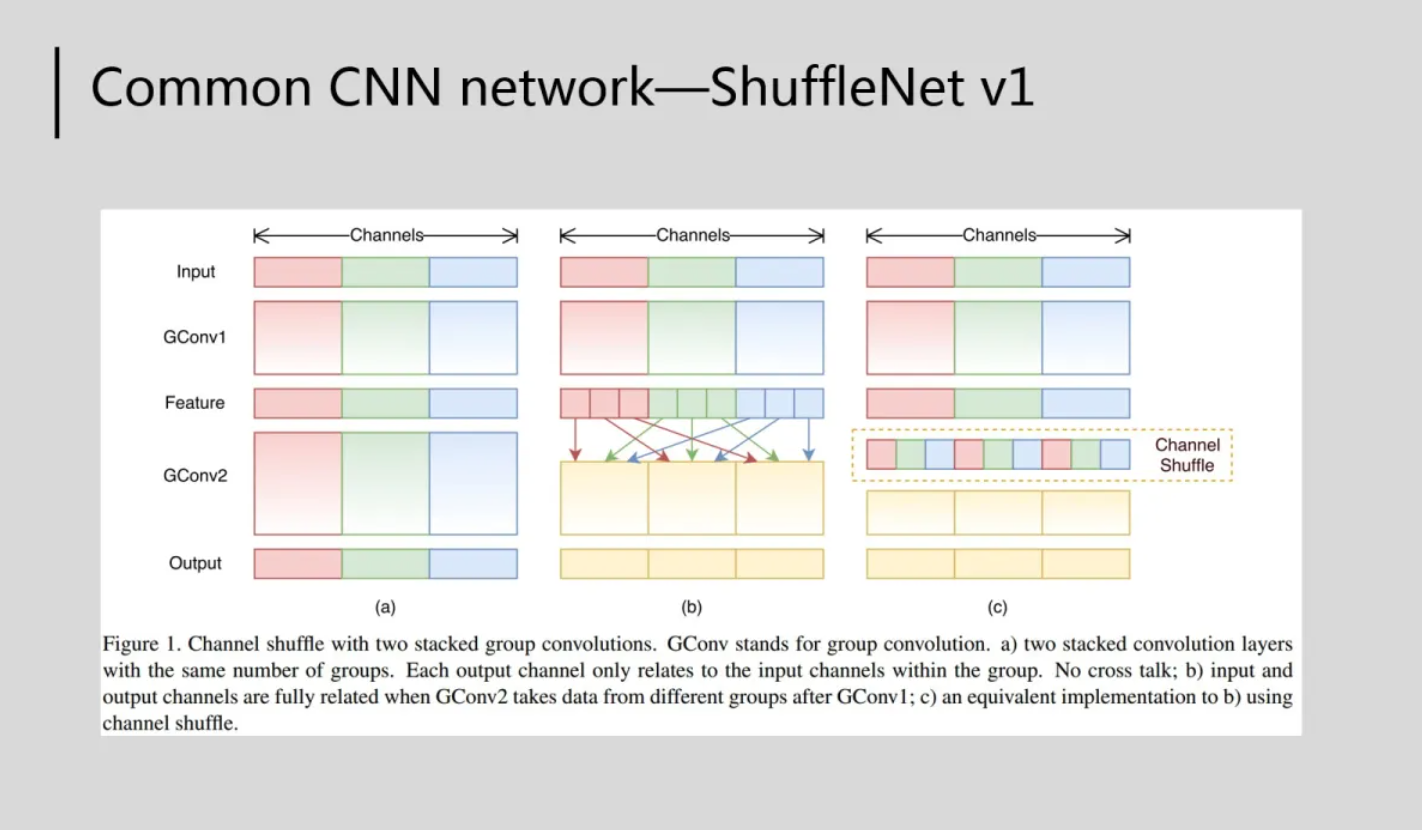 Common CNN network—ShuffleNet v1
Channels Channels Channels
Input
GConv1
Feature
Channel
Shuffle
GConv2
Output
(a) (b) (c)
Figure 1. Channel shuffle with two stacked group convolutions. GConv stands for group convolution. a) two stacked convolution layers
with the same number of groups. Each output channel only relates to the input channels within the group. No cross talk; b) input and
output channels are fully related when GConv2 takes data from different groups after GConv1; c) an equivalent implementation to b) using
channel shuffle.